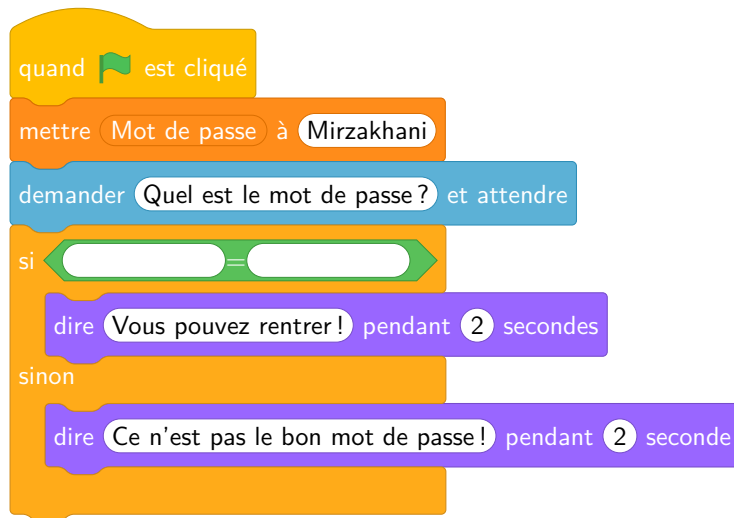 quand est cliqué
mettre Mot de passe à Mirzakhani
demander Quel est le mot de passe ? et attendre
si =
dire Vous pouvez rentrer ! pendant 2 secondes
sinon
dire Ce n'est pas le bon mot de passe ! pendant 2 seconde